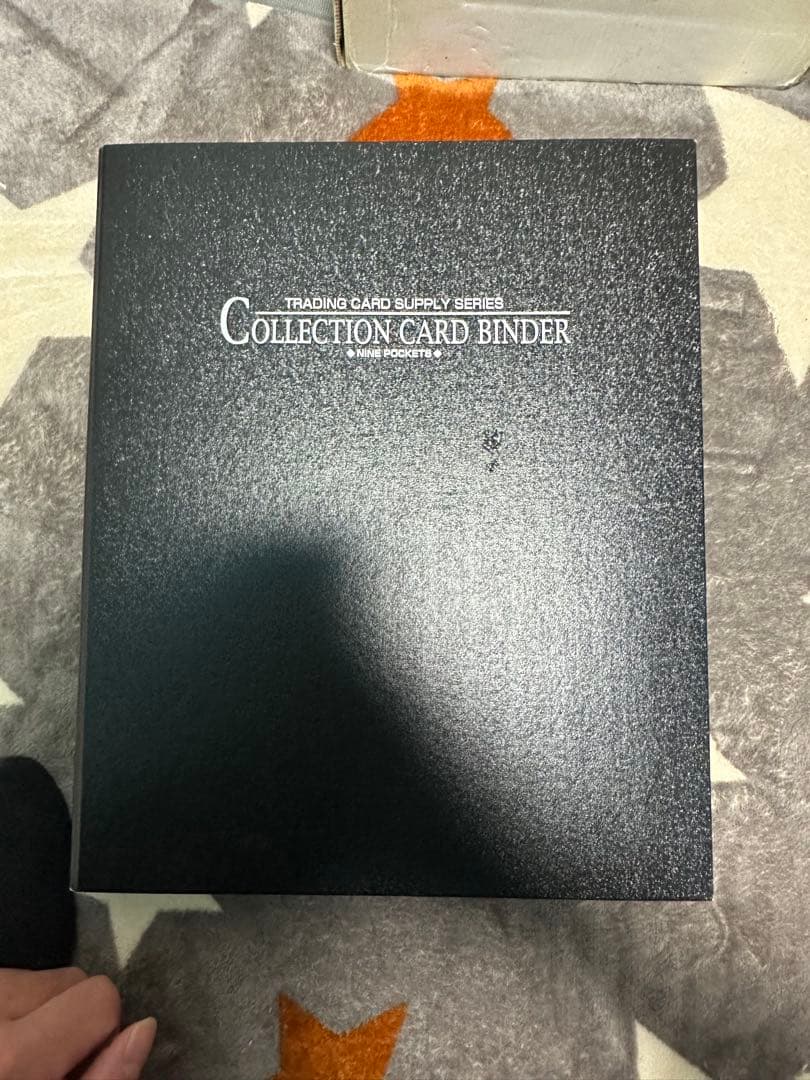 TRADING CARD SUPPLY SERIES
COLLECTION CARD BINDER
◆NINE POCKETS◆